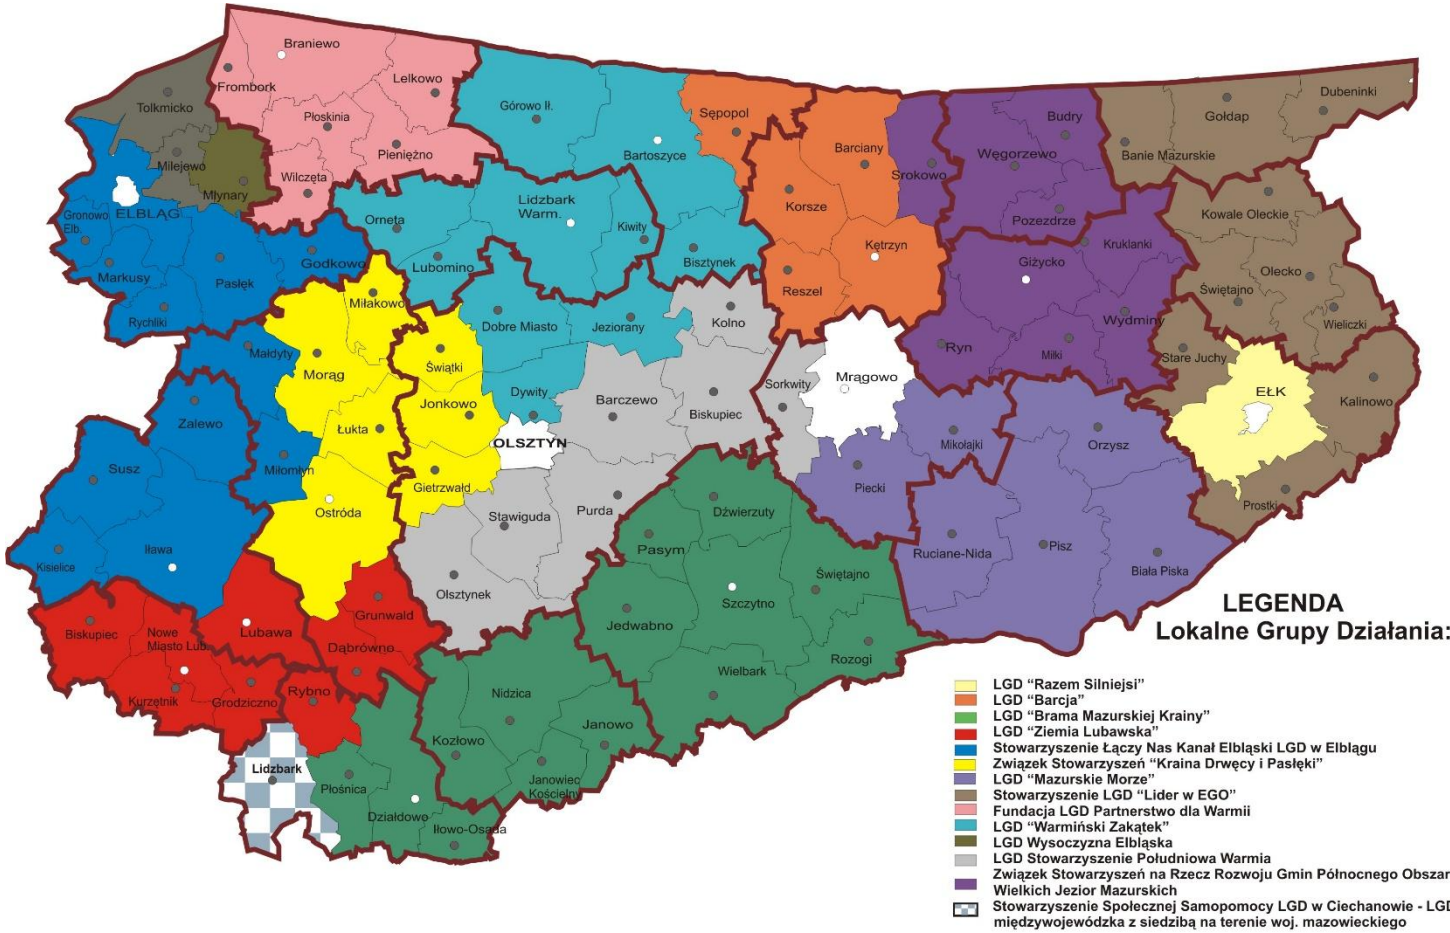 Braniewo
Frombork
Lelkowo
Tolkmicko
Płoskinia
Pieniężno
Milejewo
Młynary
Wilczęta
Górowo Ił.
Bartoszyce
Sępopol
Barciany
Srokowo
Korsze
Kętrzyn
Reszel
Węgorzewo
Budry
Pozezdrze
Kruklanki
Giżycko
Wydminy
Ryn
Miłki
Banie Mazurskie
Gołdap
Dubeninki
Kowale Oleckie
Olecko
Świętajno
Wieliczki
Stare Juchy
EŁK
Kalinowo
Prostki
ELBLĄG
Gronowo
Elb.
Markusy
Pasłęk
Rychliki
Godkowo
Orneta
Lidzbark
Warm.
Kiwity
Lubomino
Bisztynek
Miłakowo
Małdyty
Morąg
Świątki
Dobre Miasto
Jeziorany
Kolno
Dywity
Jonkowo
Łukta
OLSZTYN
Barczewo
Biskupiec
Sorkwity
Mrągowo
Mikołajki
Orzysz
Piecki
Zalewo
Susz
Miłomłyn
Ostróda
Gietrzwałd
Stawiguda
Purda
Olsztynek
Iława
Kisielice
Dźwierzuty
Pasym
Szczytno
Świętajno
Jedwabno
Wielbark
Rozogi
Ruciane-Nida
Pisz
Biała Piska
Biskupiec
Nowe
Miasto Lub.
Lubawa
Grunwald
Dąbrówno
Kurzętnik
Grodziczno
Rybno
Lidzbark
Płośnica
Działdowo
Iłowo-Osada
Nidzica
Kozłowo
Janowo
Janowiec
Kościelny
LEGENDA
Lokalne Grupy Działania:
LGD “Razem Silniejsi”
LGD “Barcja”
LGD “Brama Mazurskiej Krainy”
LGD “Ziemia Lubawska”
Stowarzyszenie Łączy Nas Kanał Elbląski LGD w Elblągu
Związek Stowarzyszeń “Kraina Drwęcy i Pasłęki”
LGD “Mazurskie Morze”
Stowarzyszenie LGD “Lider w EGO”
Fundacja LGD Partnerstwo dla Warmii
LGD “Warmiński Zakątek”
LGD Wysoczyzna Elbląska
LGD Stowarzyszenie Południowa Warmia
Związek Stowarzyszeń na Rzecz Rozwoju Gmin Północnego Obszar
Wielkich Jezior Mazurskich
Stowarzyszenie Społecznej Samopomocy LGD w Ciechanowie - LGD
międzywojewódzka z siedzibą na terenie woj. mazowieckiego